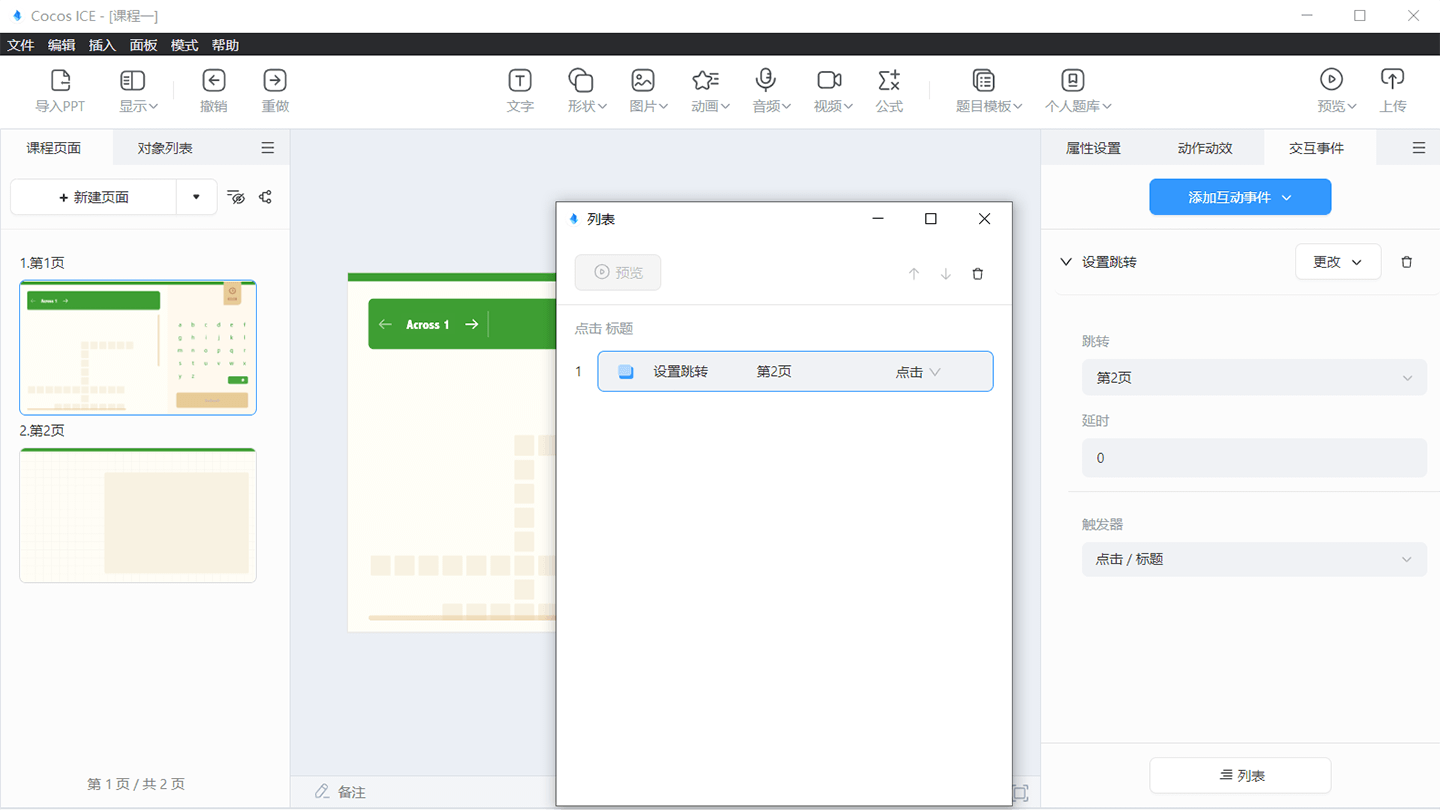 Cocos ICE - [课程一]
文件 编辑 插入 面板 模式 帮助
导入PPT 显示 撤销 重做 文字 形状 图片 动画 音频 视频 公式 题目模板 个人题库 预览 上传
课程页面 对象列表 属性设置 动作动效 交互事件
+ 新建页面
添加互动事件
列表
预览
设置跳转 更改
1.第1页
Across 1
a b c d e f
g h i j k l
m n o p q r
s t u v w x
y z
Across 1
点击 标题
1 设置跳转 第2页 点击
跳转
第2页
延时
0
2.第2页
触发器
点击 / 标题
第 1 页 / 共 2 页
备注
列表